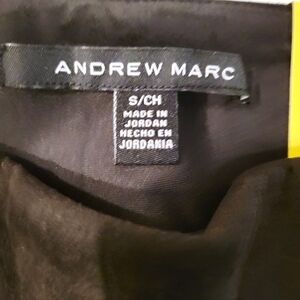 ANDREW MARC
S/CH
MADE IN
JORDAN
HECHO EN
JORDANIA